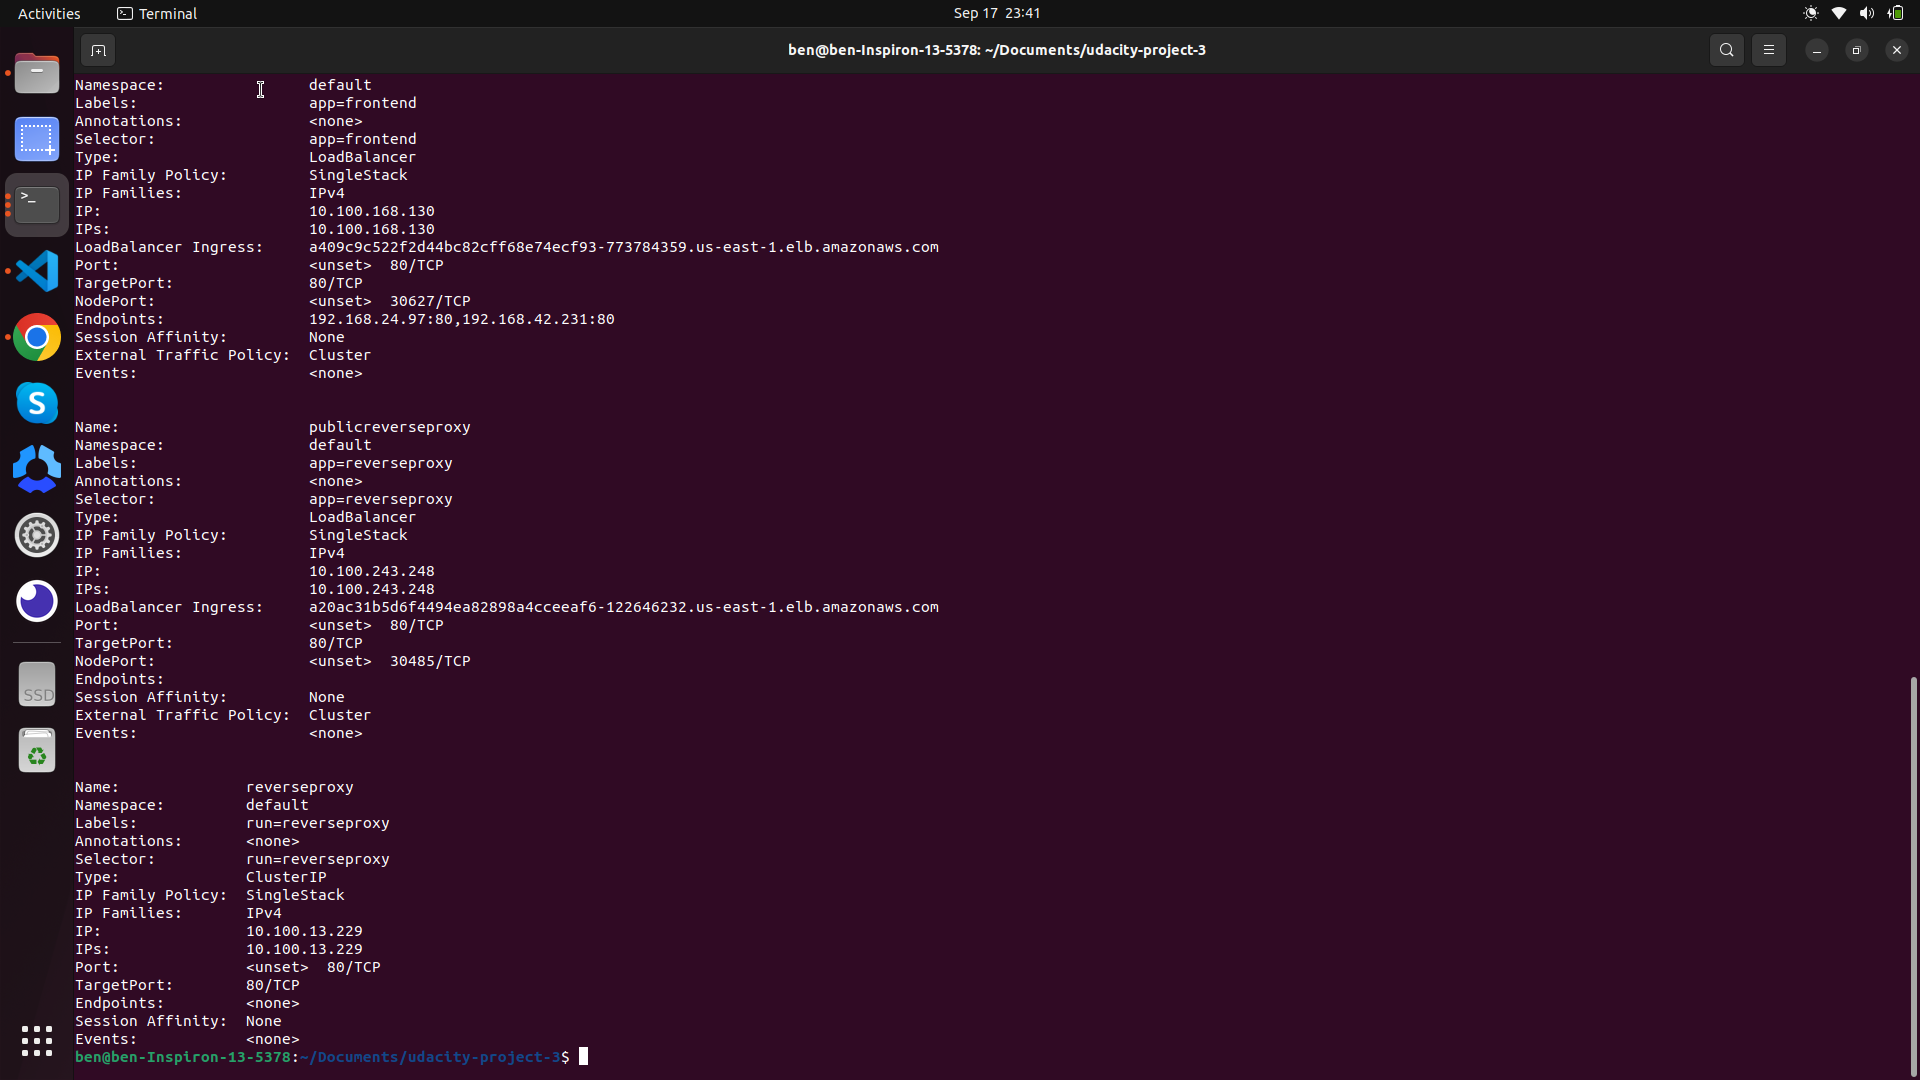 Activities
Terminal
Sep 17 23:41
ben@ben-Inspiron-13-5378: ~/Documents/udacity-project-3
Namespace: default
Labels: app=frontend
Annotations: <none>
Selector: app=frontend
Type: LoadBalancer
IP Family Policy: SingleStack
IP Families: IPv4
IP: 10.100.168.130
IPs: 10.100.168.130
LoadBalancer Ingress: a409c9c522f2d44bc82cff68e74ecf93-773784359.us-east-1.elb.amazonaws.com
Port: <unset> 80/TCP
TargetPort: 80/TCP
NodePort: <unset> 30627/TCP
Endpoints: 192.168.24.97:80,192.168.42.231:80
Session Affinity: None
External Traffic Policy: Cluster
Events: <none>
Name: publicreverseproxy
Namespace: default
Labels: app=reverseproxy
Annotations: <none>
Selector: app=reverseproxy
Type: LoadBalancer
IP Family Policy: SingleStack
IP Families: IPv4
IP: 10.100.243.248
IPs: 10.100.243.248
LoadBalancer Ingress: a20ac31b5d6f4494ea82898a4cceeaf6-122646232.us-east-1.elb.amazonaws.com
Port: <unset> 80/TCP
TargetPort: 80/TCP
NodePort: <unset> 30485/TCP
Endpoints:
Session Affinity: None
External Traffic Policy: Cluster
Events: <none>
Name: reverseproxy
Namespace: default
Labels: run=reverseproxy
Annotations: <none>
Selector: run=reverseproxy
Type: ClusterIP
IP Family Policy: SingleStack
IP Families: IPv4
IP: 10.100.13.229
IPs: 10.100.13.229
Port: <unset> 80/TCP
TargetPort: 80/TCP
Endpoints: <none>
Session Affinity: None
Events: <none>
ben@ben-Inspiron-13-5378:~/Documents/udacity-project-3$
SSD